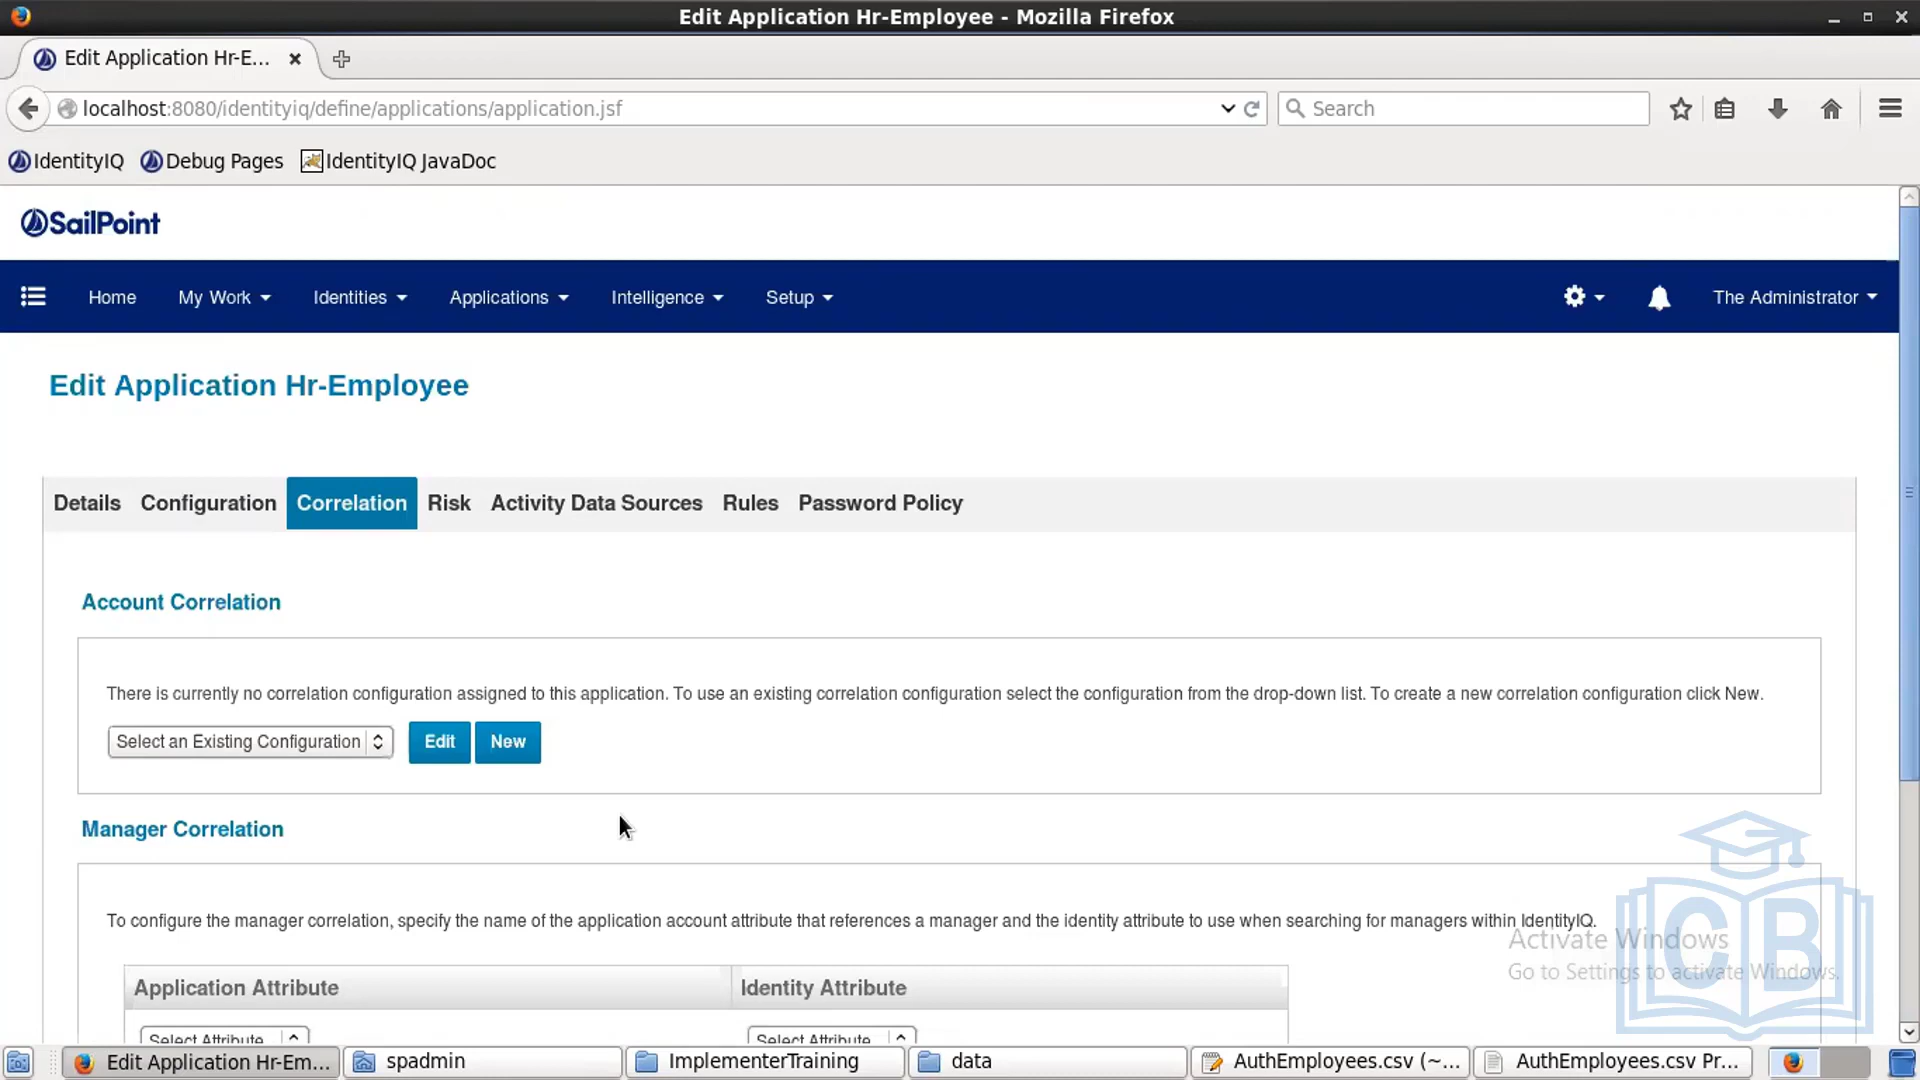 Edit Application Hr-Employee - Mozilla Firefox
Edit Application Hr-E...
localhost:8080/identityiq/define/applications/application.jsf
Search
IdentityIQ
Debug Pages
IdentityIQ JavaDoc
SailPoint
Home
My Work
Identities
Applications
Intelligence
Setup
The Administrator
Edit Application Hr-Employee
Details
Configuration
Correlation
Risk
Activity Data Sources
Rules
Password Policy
Account Correlation
There is currently no correlation configuration assigned to this application. To use an existing correlation configuration select the configuration from the drop-down list. To create a new correlation configuration click New.
Select an Existing Configuration
Edit
New
Manager Correlation
To configure the manager correlation, specify the name of the application account attribute that references a manager and the identity attribute to use when searching for managers within IdentityIQ.
Activate Windows
Go to Settings to activate Windows.
CB
Application Attribute
Identity Attribute
Select Attribute
Select Attribute
Edit Application Hr-Em...
spadmin
ImplementerTraining
data
AuthEmployees.csv (~...
AuthEmployees.csv Pr...